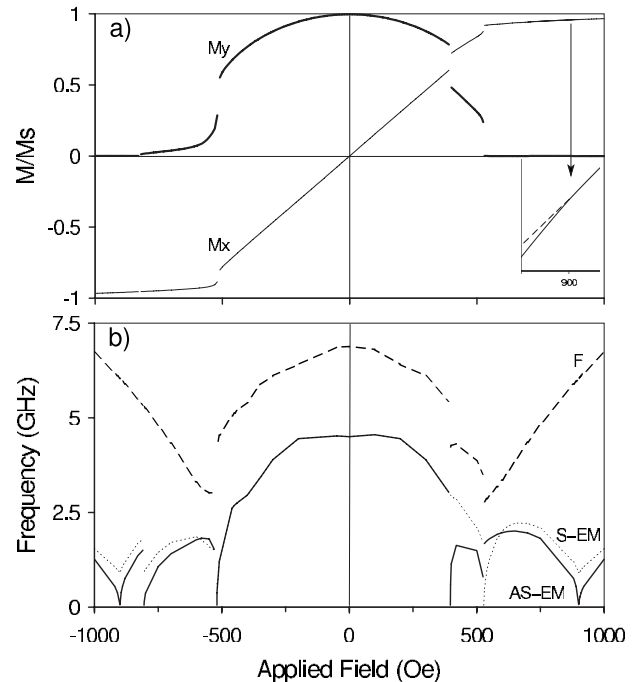 a)
1
0.5
0
-0.5
-1
M/Ms
My
Mx
900
b)
7.5
5
2.5
0
Frequency (GHz)
F
S-EM
AS-EM
-1000
-500
0
500
1000
Applied Field (Oe)